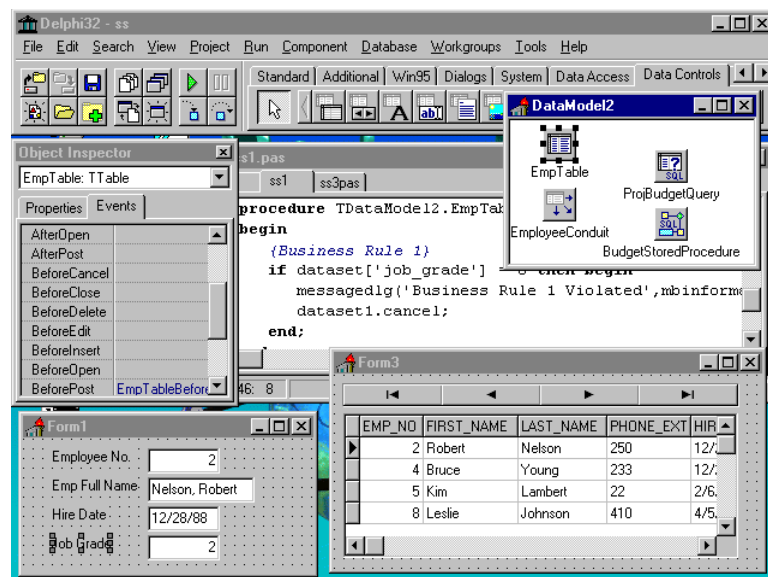 Delphi32 - ss
File Edit Search View Project Run Component Database Workgroups Tools Help
Standard Additional Win95 Dialogs System Data Access Data Controls
DataModel2
EmpTable
ProjBudgetQuery
EmployeeConduit
BudgetStoredProcedure
Object Inspector
EmpTable: TTable
Properties Events
AfterOpen
AfterPost
BeforeCancel
BeforeClose
BeforeDelete
BeforeEdit
BeforeInsert
BeforeOpen
BeforePost EmpTableBefore
ss1.pas
ss1 ss3pas
procedure TDataModel2.EmpTab
begin
{Business Rule 1}
if dataset['job_grade'] = 6 then begin
messagedlg('Business Rule 1 Violated',mbinforma
dataset1.cancel;
end;
46: 8
Form3
EMP_NO FIRST_NAME LAST_NAME PHONE_EXT HIR
2 Robert Nelson 250 12/
4 Bruce Young 233 12/
5 Kim Lambert 22 2/6
8 Leslie Johnson 410 4/5
Form1
Employee No. 2
Emp Full Name Nelson, Robert
Hire Date 12/28/88
Job Grade 2